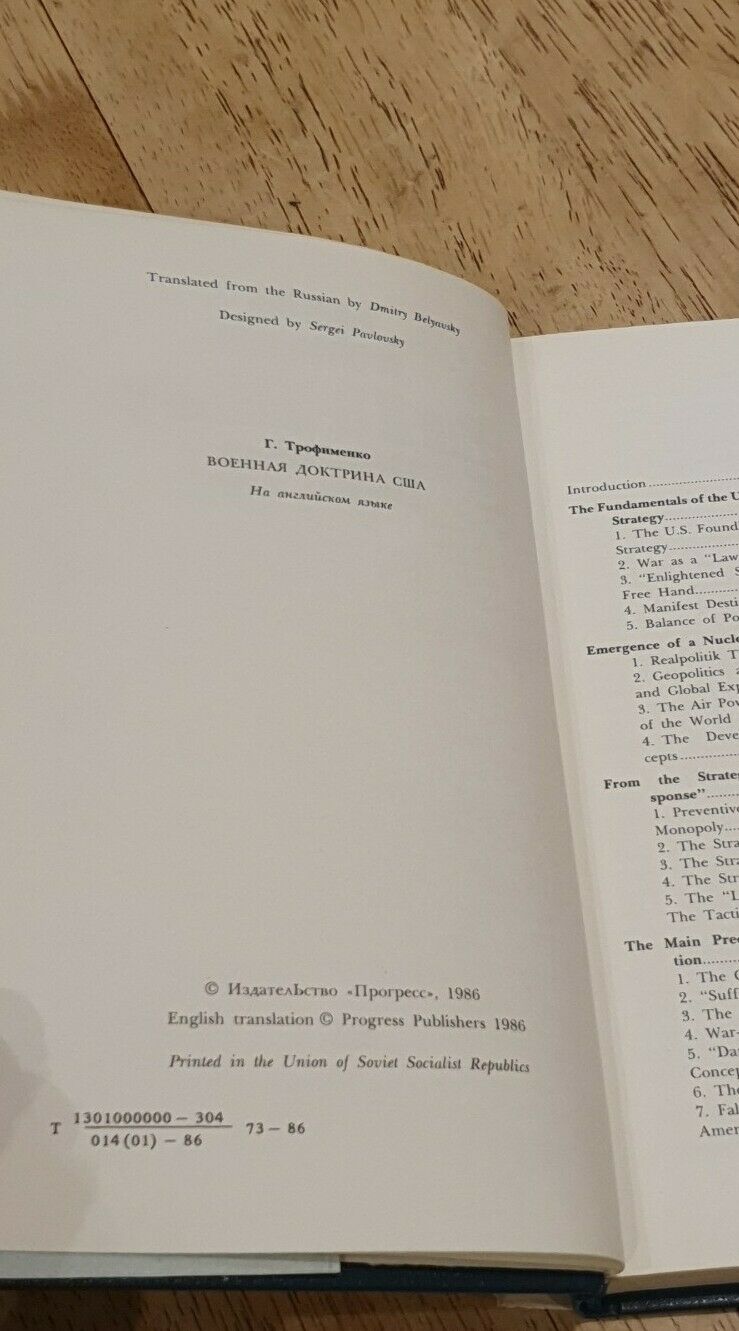 Translated from the Russian by Dmitry Belyavsky
Designed by Sergei Pavlovsky
Г. Трофименко
ВОЕННАЯ ДОКТРИНА США
На английском языке
© ИздатеЛЬство «Прогресс», 1986
English translation © Progress Publishers 1986
Printed in the Union of Soviet Socialist Republics
Т 1301000000 — 304
014(01) — 86
73 — 86
Introduction
The Fundamentals of the U
Strategy
1. The U.S. Found
Strategy
2. War as a "Law
3. "Enlightened S
Free Hand
4. Manifest Desti
5. Balance of Po
Emergence of a Nucle
1. Realpolitik T
2. Geopolitics a
and Global Exp
3. The Air Pow
of the World
4. The Deve
cepts
From the Strate
sponse"
1. Preventive
Monopoly
2. The Stra
3. The Stra
4. The Str
5. The "L
The Tacti
The Main Pre
tion
1. The
2. "Suff
3. The
4. War-
5. "Da
Conce
6. The
7. Fal
Amer